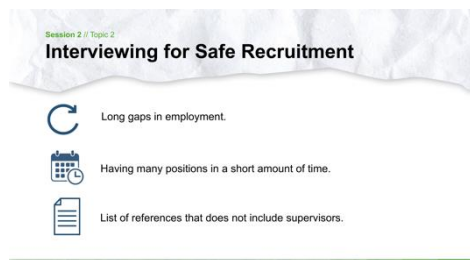 Session 2 // Topic 2
Interviewing for Safe Recruitment
Long gaps in employment.
Having many positions in a short amount of time.
List of references that does not include supervisors.